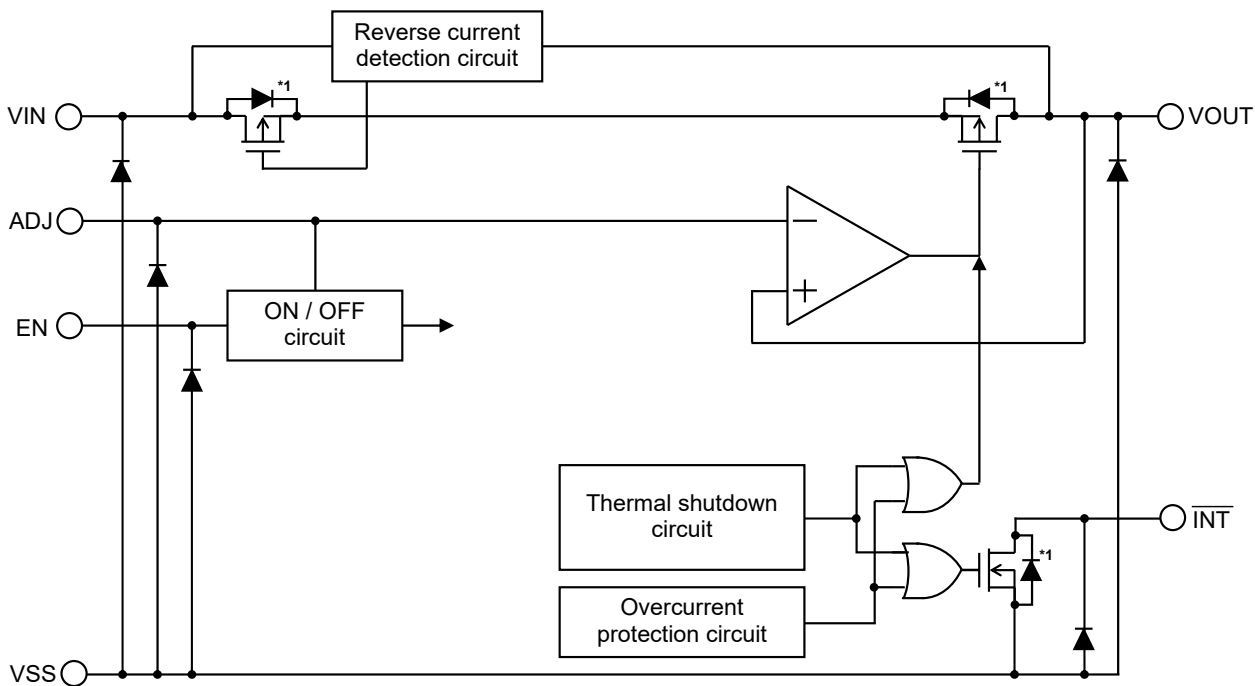 Reverse current
detection circuit
*1
*1
VIN
VOUT
ADJ
−
+
EN
ON / OFF
circuit
Thermal shutdown
circuit
INT
*1
Overcurrent
protection circuit
VSS